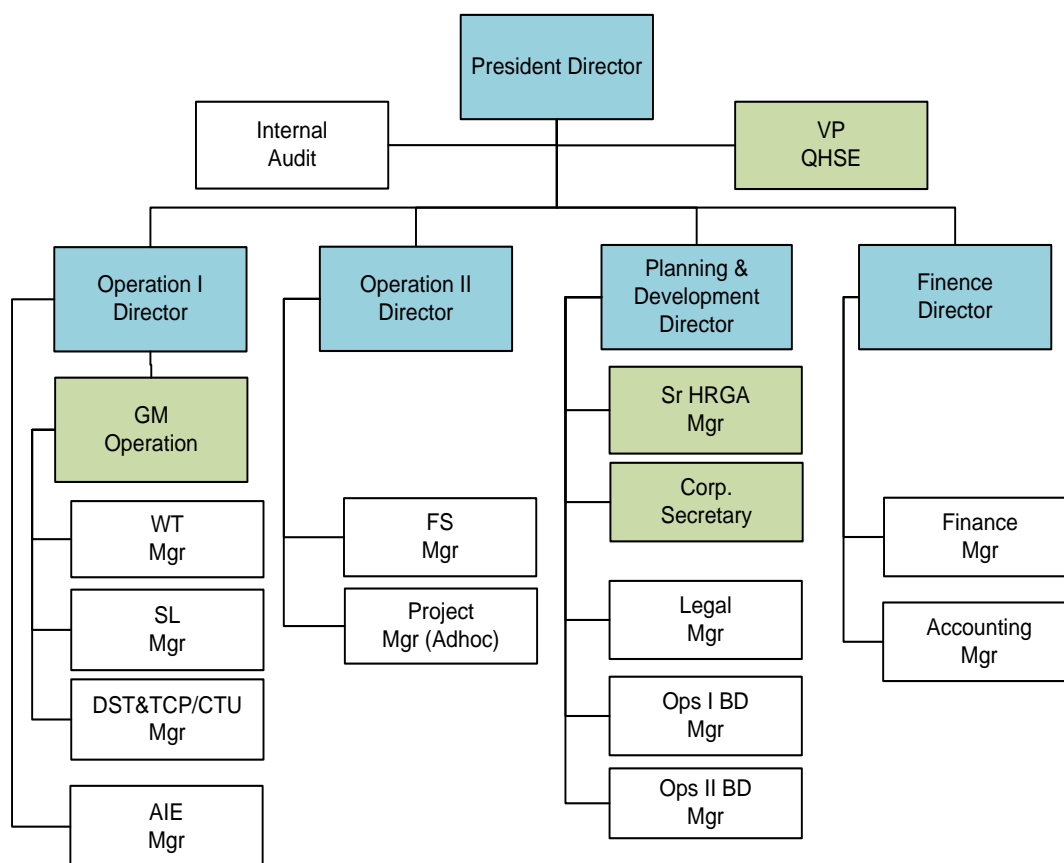 President Director
Internal
Audit
VP
QHSE
Operation I
Director
Operation II
Director
Planning &
Development
Director
Finence
Director
GM
Operation
Sr HRGA
Mgr
Corp.
Secretary
WT
Mgr
FS
Mgr
Finance
Mgr
SL
Mgr
Project
Mgr (Adhoc)
Legal
Mgr
Accounting
Mgr
DST&TCP/CTU
Mgr
Ops I BD
Mgr
AIE
Mgr
Ops II BD
Mgr